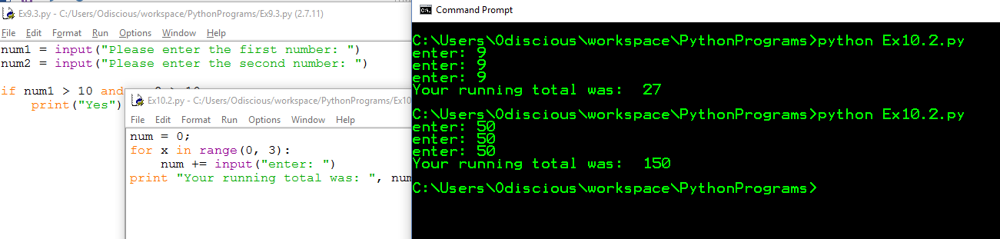 Ex9.3.py - C:/Users/Odiscious/workspace/PythonPrograms/Ex9.3.py (2.7.11)
File Edit Format Run Options Window Help
num1 = input("Please enter the first number: ")
num2 = input("Please enter the second number: ")
if num1 > 10 and
print("Yes")
Ex10.2.py - C:/Users/Odiscious/workspace/PythonPrograms/Ex10
File Edit Format Run Options Window Help
num = 0;
for x in range(0, 3):
num += input("enter: ")
print "Your running total was: ", num
Command Prompt
C:\Users\Odiscious\workspace\PythonPrograms>python Ex10.2.py
enter: 9
enter: 9
enter: 9
Your running total was:  27
C:\Users\Odiscious\workspace\PythonPrograms>python Ex10.2.py
enter: 50
enter: 50
enter: 50
Your running total was:  150
C:\Users\Odiscious\workspace\PythonPrograms>